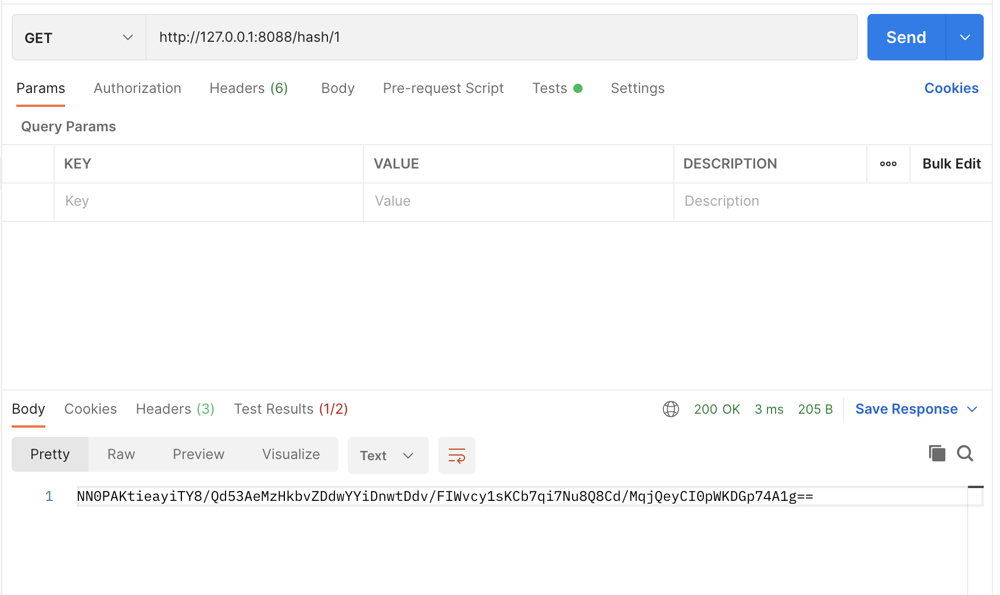 GET http://127.0.0.1:8088/hash/1 Send
Params Authorization Headers (6) Body Pre-request Script Tests Settings Cookies
Query Params
KEY VALUE DESCRIPTION ooo Bulk Edit
Key Value Description
Body Cookies Headers (3) Test Results (1/2) 200 OK 3 ms 205 B Save Response
Pretty Raw Preview Visualize Text
1 NN0PAKtieayiTY8/Qd53AeMzHkbvZDdwYYiDnwtDdv/FIWvcy1sKCb7qi7Nu8Q8Cd/MqjQeyCI0pWKDGp74A1g==